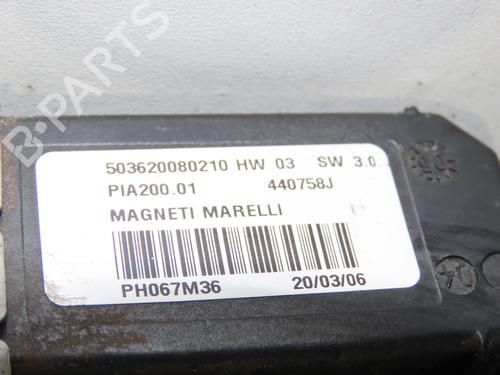 B-PARTS
503620080210 HW 03 SW 3.0
PIA200.01 440758J
MAGNETI MARELLI
PH067M36 20/03/06